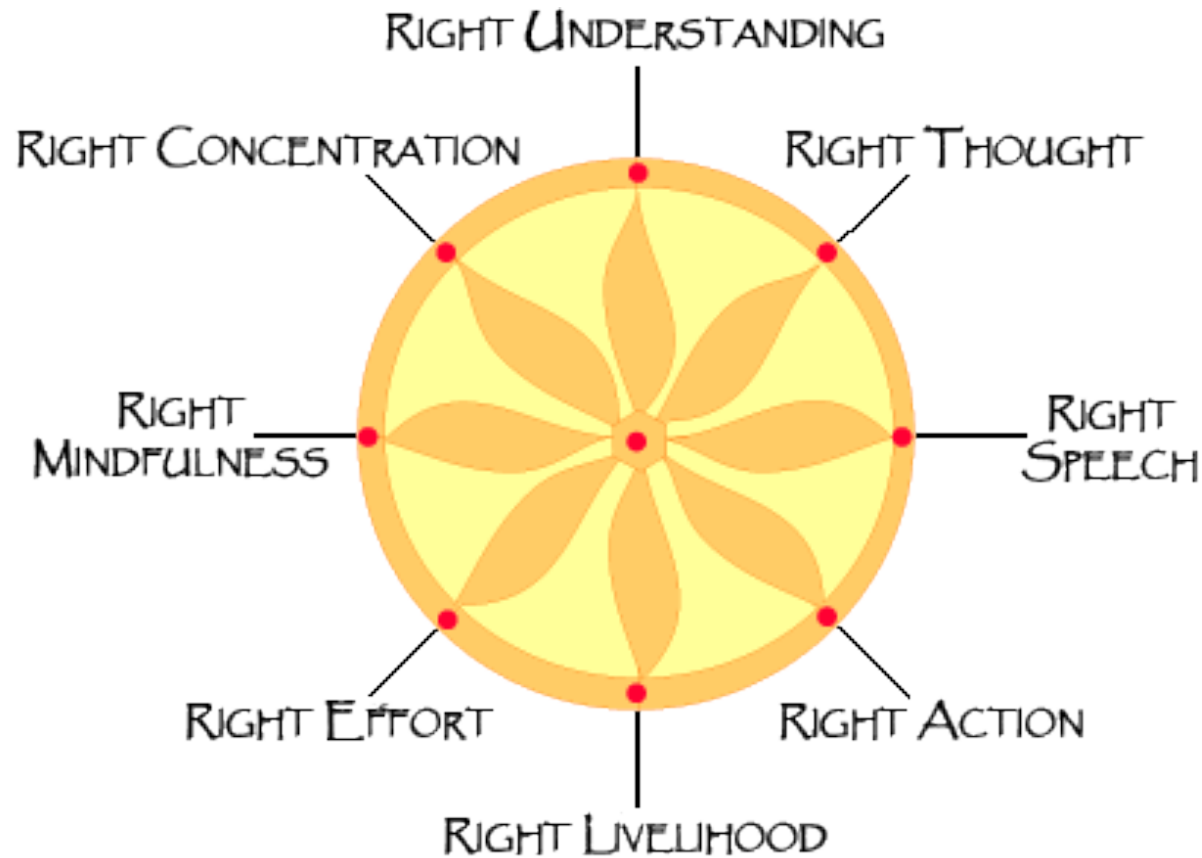 RIGHT UNDERSTANDING
RIGHT CONCENTRATION
RIGHT THOUGHT
RIGHT
MINDFULNESS
RIGHT
SPEECH
RIGHT EFFORT
RIGHT ACTION
RIGHT LIVELIHOOD